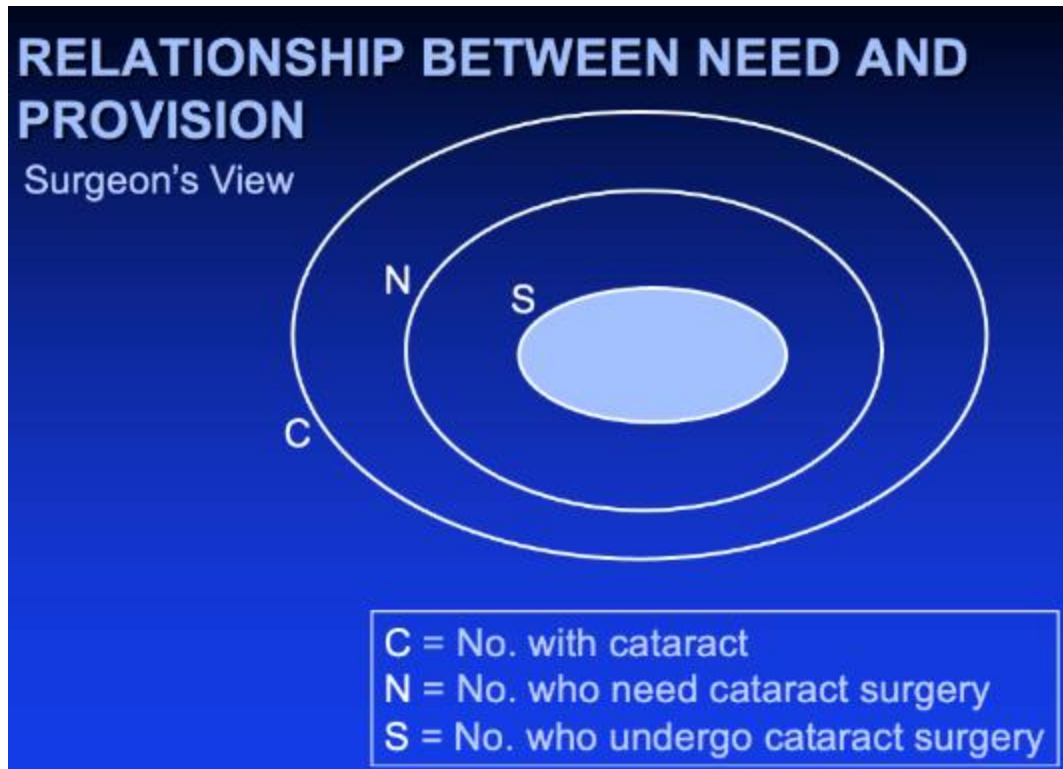 RELATIONSHIP BETWEEN NEED AND
PROVISION
Surgeon's View
N
S
C
C = No. with cataract
N = No. who need cataract surgery
S = No. who undergo cataract surgery